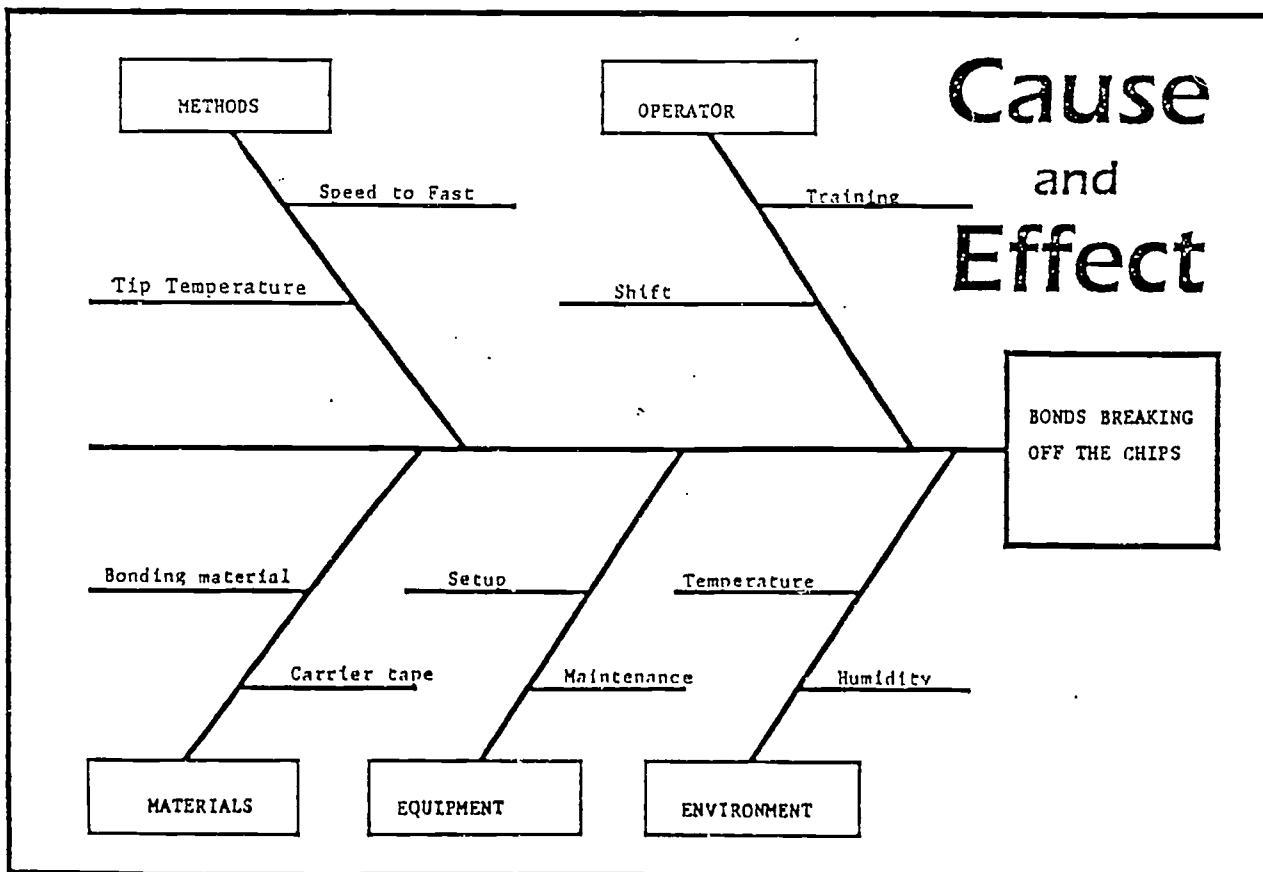 METHODS
OPERATOR
Cause
and
Effect
Speed to Fast
Training
Tip Temperature
Shift
BONDS BREAKING
OFF THE CHIPS
Bonding material
Setup
Temperature
Carrier tape
Maintenance
Humidity
MATERIALS
EQUIPMENT
ENVIRONMENT